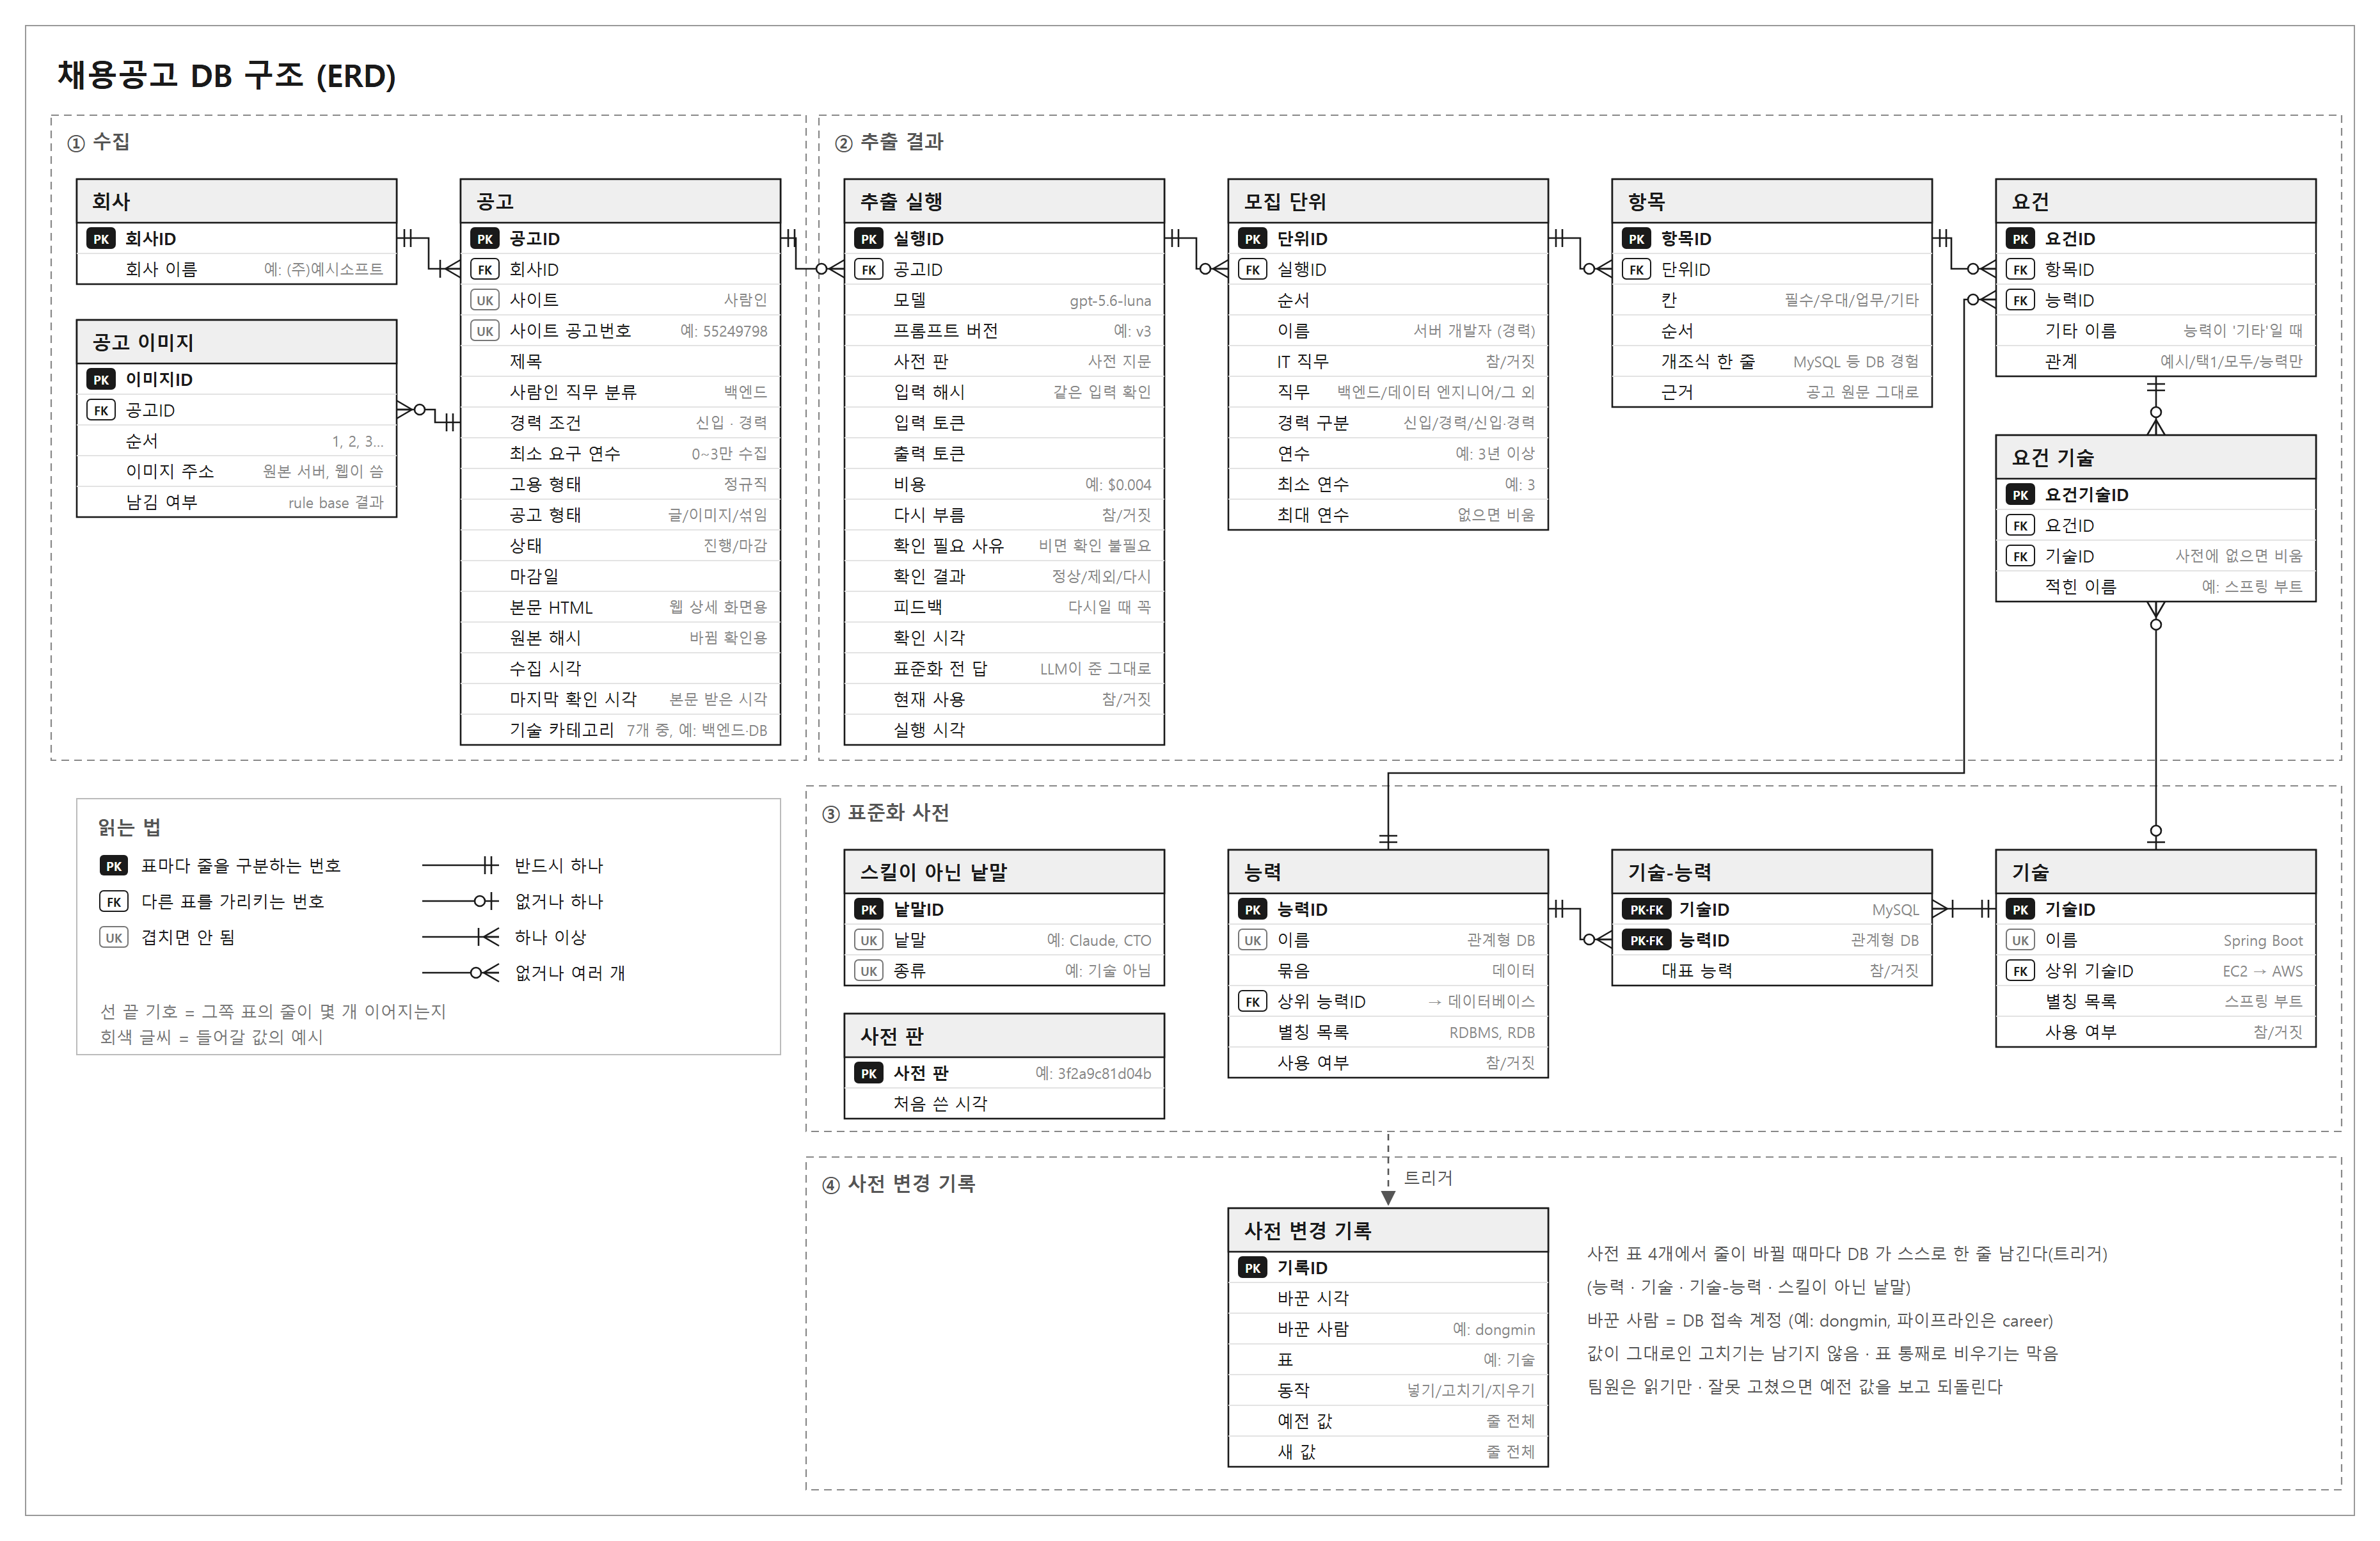 채용공고 DB 구조 (ERD)
① 수집
회사
PK 회사ID
회사 이름 예: (주)예시소프트
공고 이미지
PK 이미지ID
FK 공고ID
순서 1, 2, 3...
이미지 주소 원본 서버, 웹이 씀
남김 여부 rule base 결과
공고
PK 공고ID
FK 회사ID
UK 사이트 사람인
UK 사이트 공고번호 예: 55249798
제목
사람인 직무 분류 백엔드
경력 조건 신입 · 경력
최소 요구 연수 0~3만 수집
고용 형태 정규직
공고 형태 글/이미지/섞임
상태 진행/마감
마감일
본문 HTML 웹 상세 화면용
원본 해시 바뀜 확인용
수집 시각
마지막 확인 시각 본문 받은 시각
기술 카테고리 7개 중, 예: 백엔드·DB
② 추출 결과
추출 실행
PK 실행ID
FK 공고ID
모델 gpt-5.6-luna
프롬프트 버전 예: v3
사전 판 사전 지문
입력 해시 같은 입력 확인
입력 토큰
출력 토큰
비용 예: $0.004
다시 부름 참/거짓
확인 필요 사유 비면 확인 불필요
확인 결과 정상/제외/다시
피드백 다시일 때 꼭
확인 시각
표준화 전 답 LLM이 준 그대로
현재 사용 참/거짓
실행 시각
모집 단위
PK 단위ID
FK 실행ID
순서
이름 서버 개발자 (경력)
IT 직무 참/거짓
직무 백엔드/데이터 엔지니어/그 외
경력 구분 신입/경력/신입·경력
연수 예: 3년 이상
최소 연수 예: 3
최대 연수 없으면 비움
항목
PK 항목ID
FK 단위ID
칸 필수/우대/업무/기타
순서
개조식 한 줄 MySQL 등 DB 경험
근거 공고 원문 그대로
요건
PK 요건ID
FK 항목ID
FK 능력ID
기타 이름 능력이 '기타'일 때
관계 예시/택1/모두/능력만
요건 기술
PK 요건기술ID
FK 요건ID
FK 기술ID 사전에 없으면 비움
적힌 이름 예: 스프링 부트
읽는 법
PK 표마다 줄을 구분하는 번호
FK 다른 표를 가리키는 번호
UK 겹치면 안 됨
반드시 하나
없거나 하나
하나 이상
없거나 여러 개
선 끝 기호 = 그쪽 표의 줄이 몇 개 이어지는지
회색 글씨 = 들어갈 값의 예시
③ 표준화 사전
스킬이 아닌 낱말
PK 낱말ID
UK 낱말 예: Claude, CTO
UK 종류 예: 기술 아님
사전 판
PK 사전 판 예: 3f2a9c81d04b
처음 쓴 시각
능력
PK 능력ID
UK 이름 관계형 DB
묶음 데이터
FK 상위 능력ID → 데이터베이스
별칭 목록 RDBMS, RDB
사용 여부 참/거짓
기술-능력
PK·FK 기술ID MySQL
PK·FK 능력ID 관계형 DB
대표 능력 참/거짓
기술
PK 기술ID
UK 이름 Spring Boot
FK 상위 기술ID EC2 → AWS
별칭 목록 스프링 부트
사용 여부 참/거짓
트리거
④ 사전 변경 기록
사전 변경 기록
PK 기록ID
바꾼 시각
바꾼 사람 예: dongmin
표 예: 기술
동작 넣기/고치기/지우기
예전 값 줄 전체
새 값 줄 전체
사전 표 4개에서 줄이 바뀔 때마다 DB 가 스스로 한 줄 남긴다(트리거)
(능력 · 기술 · 기술-능력 · 스킬이 아닌 낱말)
바꾼 사람 = DB 접속 계정 (예: dongmin, 파이프라인은 career)
값이 그대로인 고치기는 남기지 않음 · 표 통째로 비우기는 막음
팀원은 읽기만 · 잘못 고쳤으면 예전 값을 보고 되돌린다